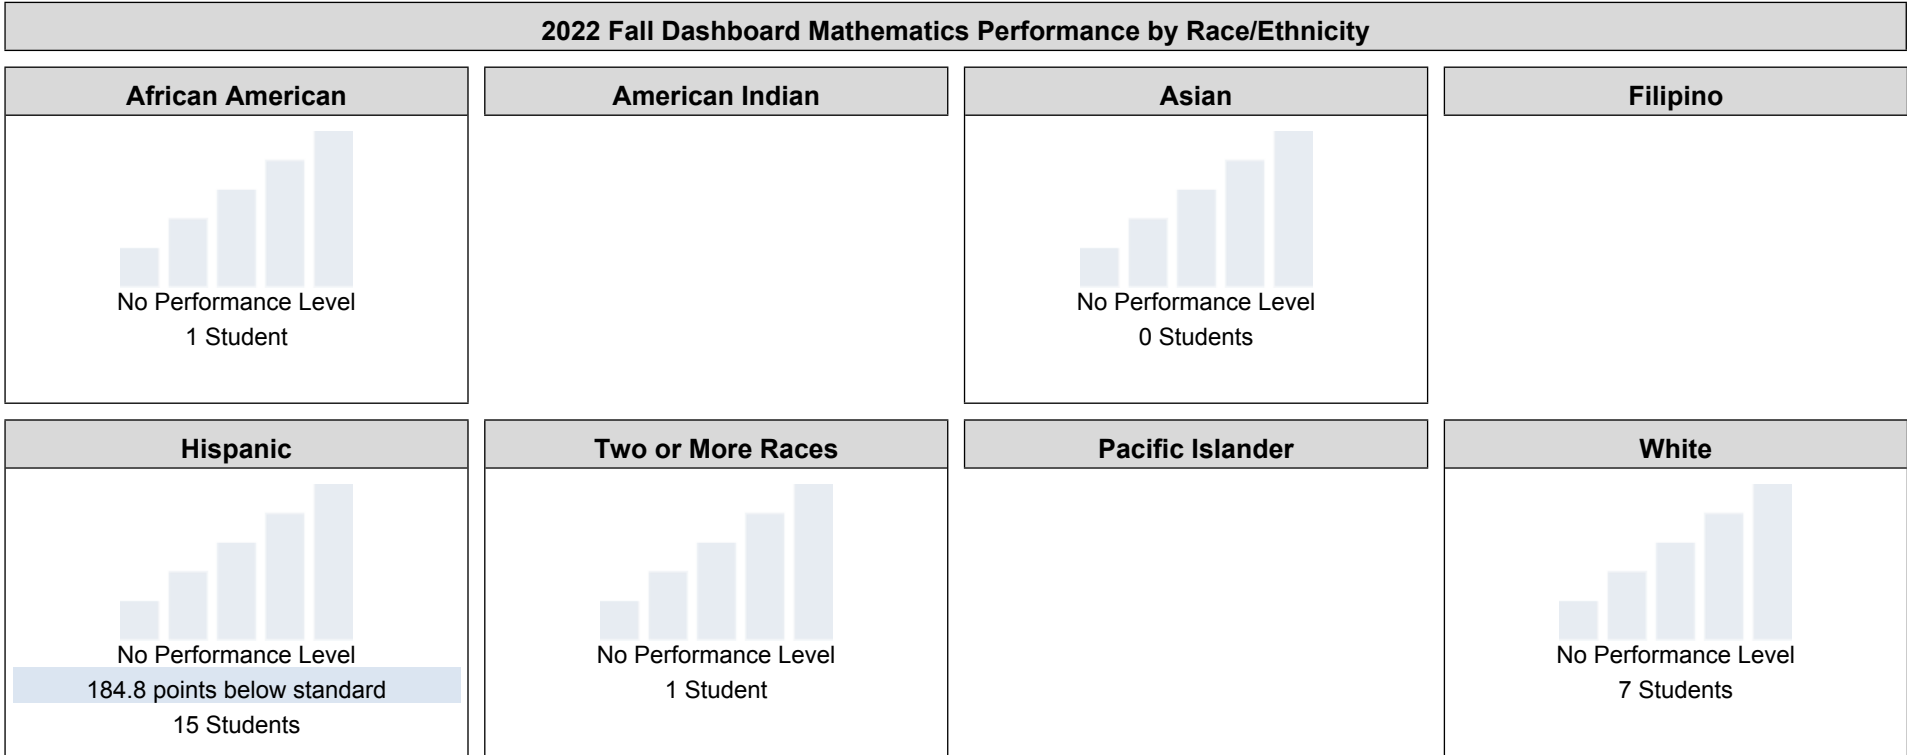 2022 Fall Dashboard Mathematics Performance by Race/Ethnicity
African American
No Performance Level
1 Student
American Indian
Asian
No Performance Level
0 Students
Filipino
Hispanic
No Performance Level
184.8 points below standard
15 Students
Two or More Races
No Performance Level
1 Student
Pacific Islander
White
No Performance Level
7 Students